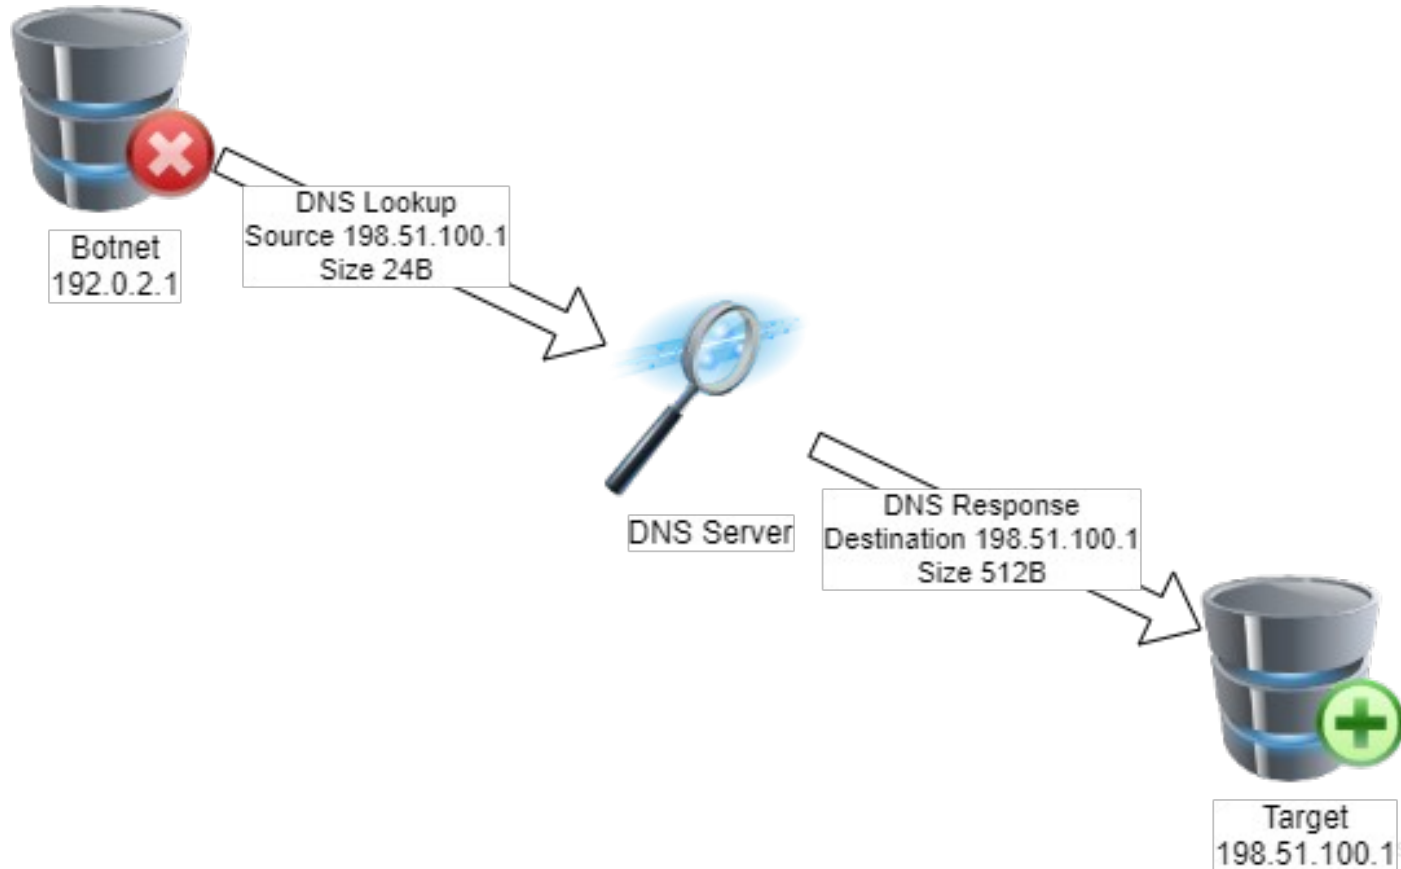 Botnet
192.0.2.1
DNS Lookup
Source 198.51.100.1
Size 24B
DNS Server
DNS Response
Destination 198.51.100.1
Size 512B
Target
198.51.100.1